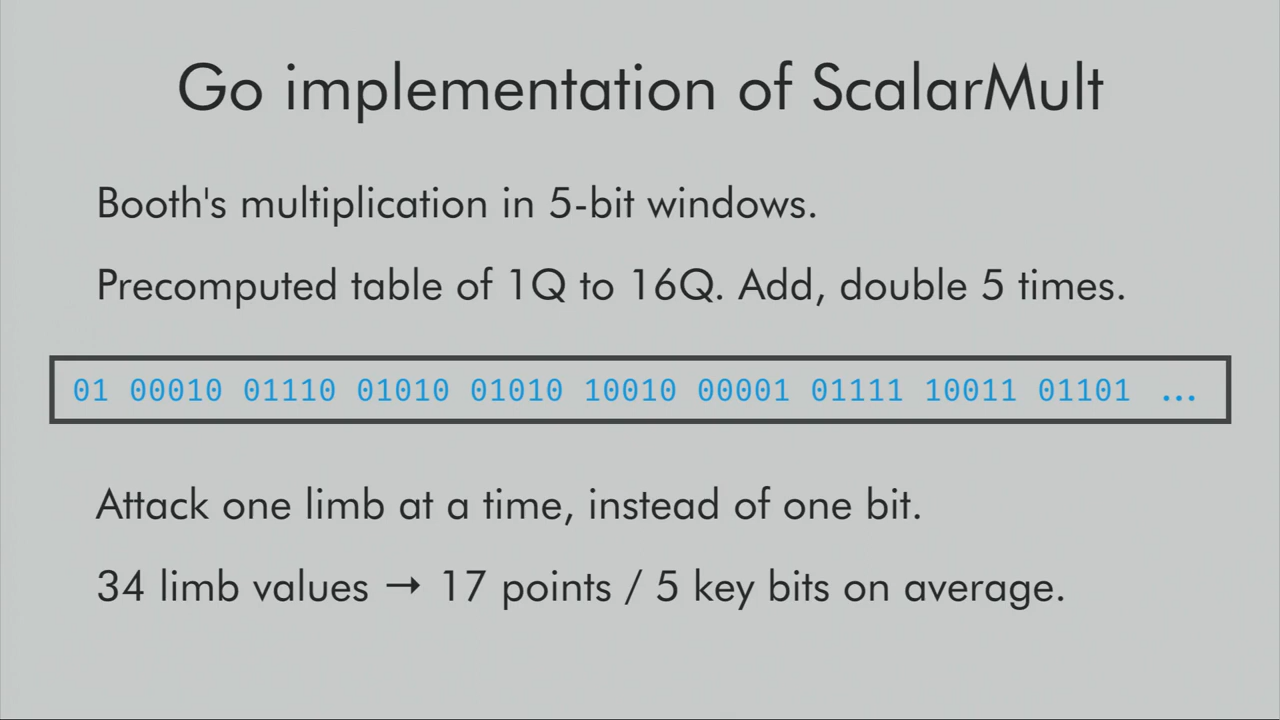 Go implementation of ScalarMult
Booth's multiplication in 5-bit windows.
Precomputed table of 1Q to 16Q. Add, double 5 times.
01 00010 01110 01010 01010 10010 00001 01111 10011 01101 ...
Attack one limb at a time, instead of one bit.
34 limb values → 17 points / 5 key bits on average.